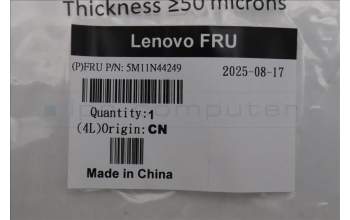 Thickness ≥50 microns
Lenovo FRU
(P)FRU P/N: 5M11N44249
2025-08-17
Quantity:1
(4L)Origin:CN
Made in China